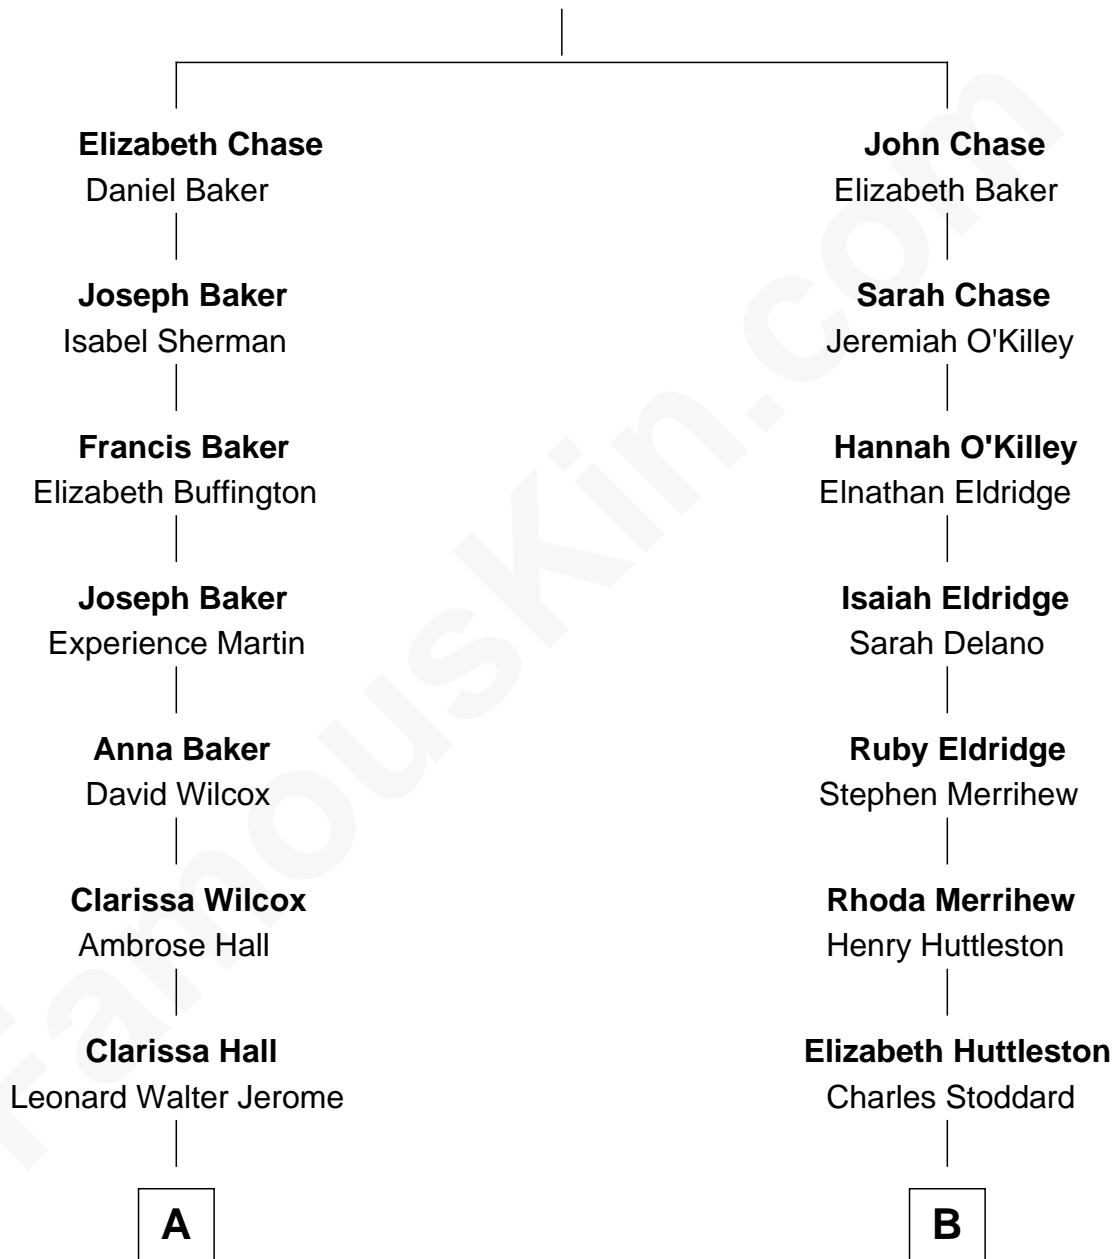 Elizabeth Chase
Daniel Baker
John Chase
Elizabeth Baker
Joseph Baker
Isabel Sherman
Sarah Chase
Jeremiah O'Killey
Francis Baker
Elizabeth Buffington
Hannah O'Killey
Elnathan Eldridge
Joseph Baker
Experience Martin
Isaiah Eldridge
Sarah Delano
Anna Baker
David Wilcox
Ruby Eldridge
Stephen Merrihew
Clarissa Wilcox
Ambrose Hall
Rhoda Merrihew
Henry Huttleston
Clarissa Hall
Leonard Walter Jerome
Elizabeth Huttleston
Charles Stoddard
A
B
FamousKin.com